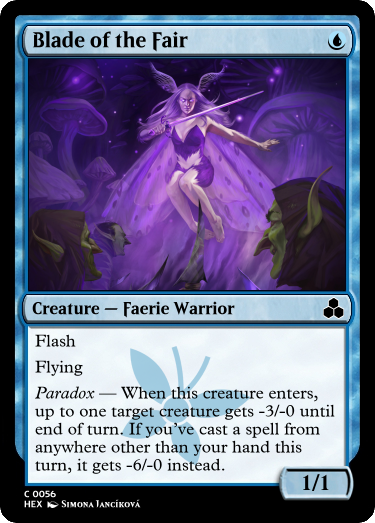 Blade of the Fair
Creature — Faerie Warrior
Flash
Flying
Paradox — When this creature enters,
up to one target creature gets -3/-0 until
end of turn. If you've cast a spell from
anywhere other than your hand this
turn, it gets -6/-0 instead.
1/1
C 0056
HEX Simona Jancíková